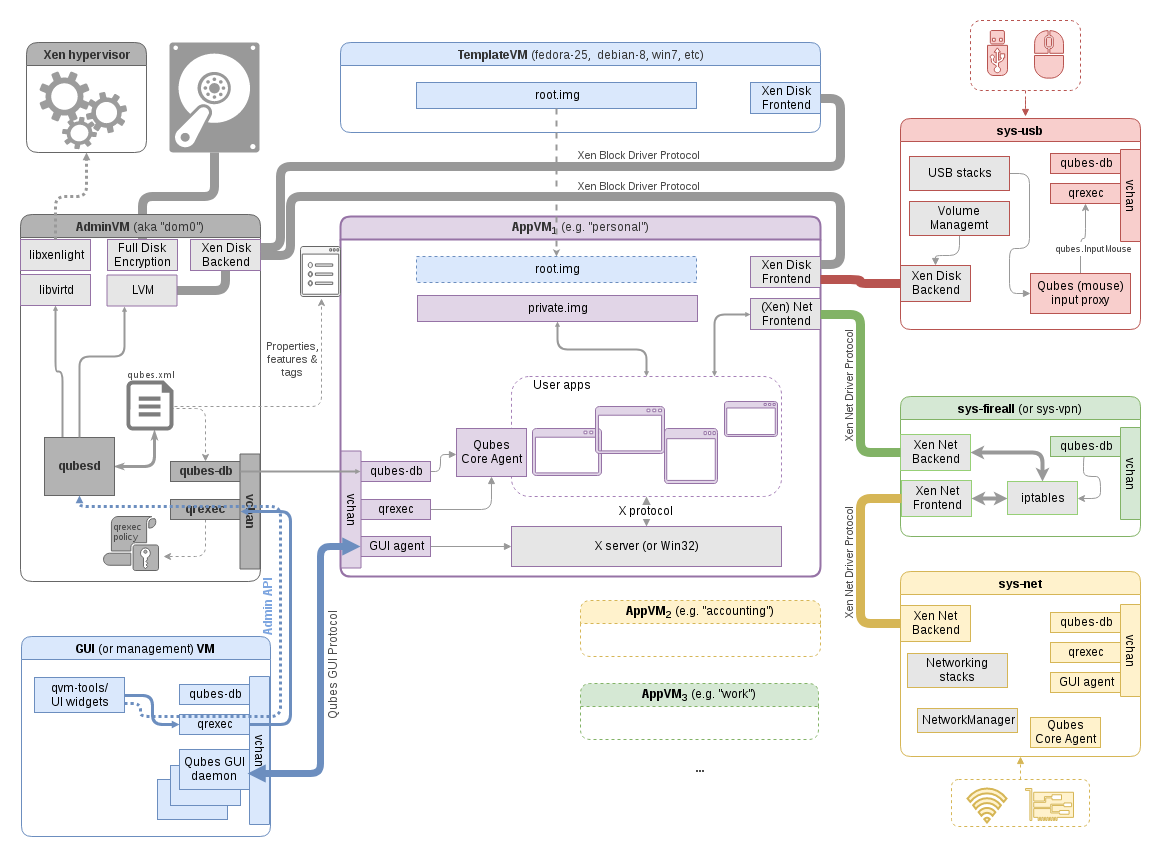 Xen hypervisor
TemplateVM (fedora-25, debian-8, win7, etc)
root.img
Xen Disk
Frontend
Xen Block Driver Protocol
Xen Block Driver Protocol
AdminVM (aka "dom0")
libxenlight
Full Disk
Encryption
Xen Disk
Backend
libvirtd
LVM
Properties,
features &
tags
qubes.xml
qubesd
qubes-db
qrexec
vchan
qrexec
policy
Admin API
AppVM1 (e.g. "personal")
root.img
Xen Disk
Frontend
private.img
(Xen) Net
Frontend
User apps
Qubes
Core Agent
qubes-db
qrexec
vchan
GUI agent
X protocol
X server (or Win32)
Qubes GUI Protocol
GUI (or management) VM
qvm-tools/
UI widgets
qubes-db
qrexec
vchan
Qubes GUI
daemon
AppVM2 (e.g. "accounting")
AppVM3 (e.g. "work")
...
sys-usb
USB stacks
qubes-db
qrexec
vchan
Volume
Managemt
qubes.InputMouse
Xen Disk
Backend
Qubes (mouse)
input proxy
Xen Net Driver Protocol
sys-fireall (or sys-vpn)
Xen Net
Backend
qubes-db
vchan
Xen Net
Frontend
iptables
Xen Net Driver Protocol
sys-net
Xen Net
Backend
qubes-db
qrexec
GUI agent
vchan
Networking
stacks
NetworkManager
Qubes
Core Agent